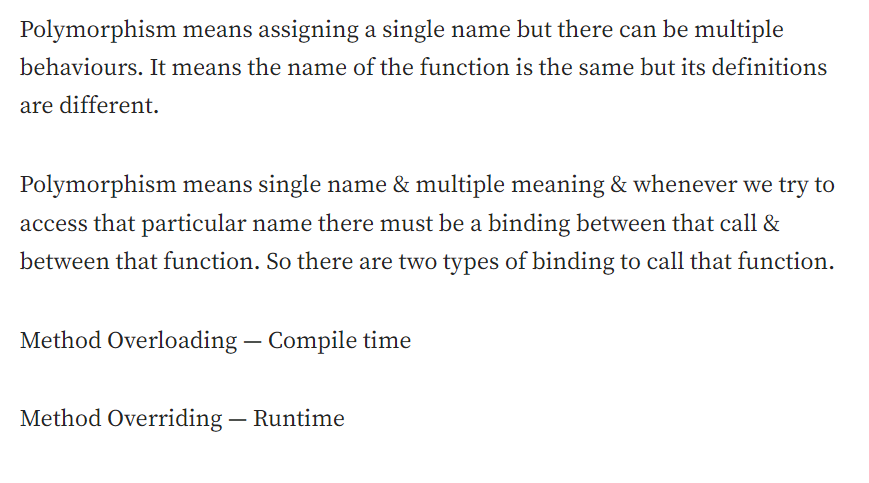 Polymorphism means assigning a single name but there can be multiple
behaviours. It means the name of the function is the same but its definitions
are different.
Polymorphism means single name & multiple meaning & whenever we try to
access that particular name there must be a binding between that call &
between that function. So there are two types of binding to call that function.
Method Overloading — Compile time
Method Overriding — Runtime